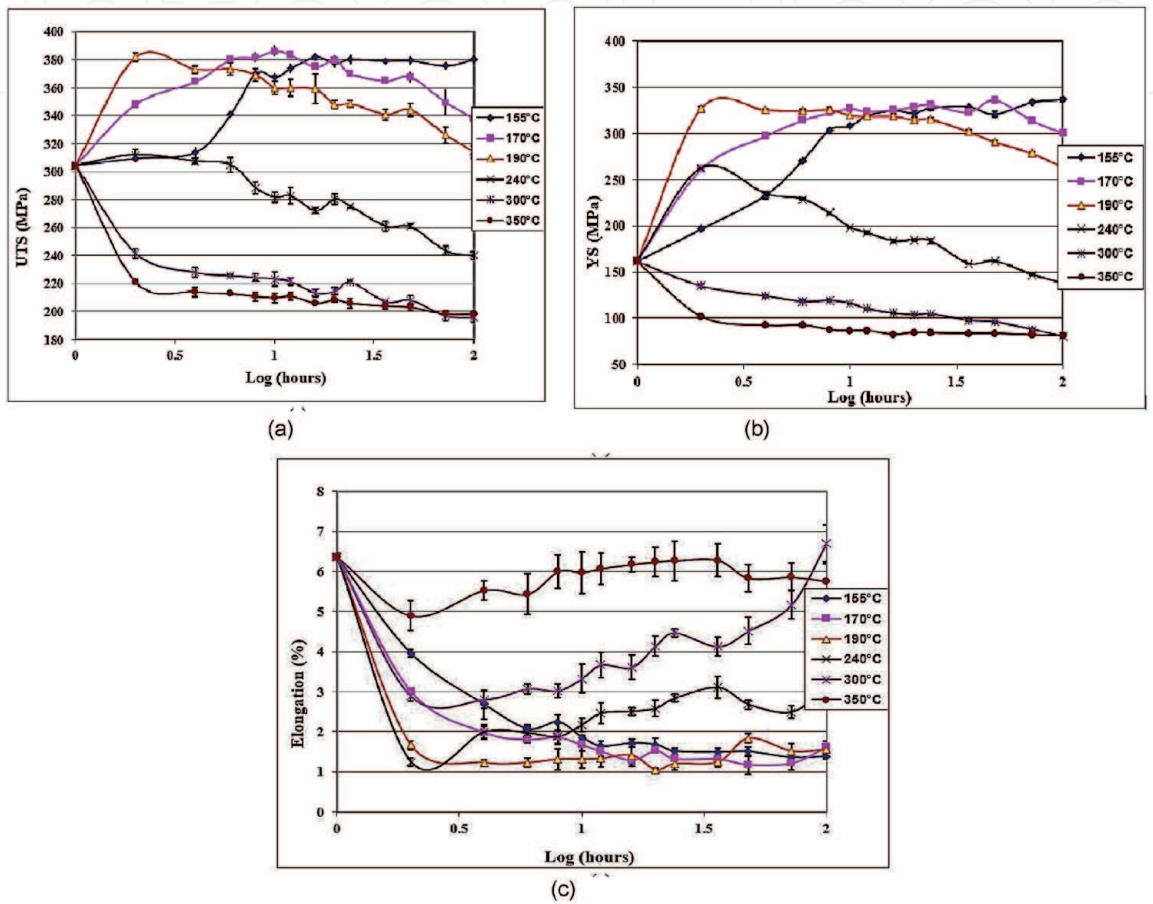 400
380
360
340
320
300
280
260
240
220
200
180
UTS (MPa)
0 0.5 1 1.5 2
Log (hours)
155°C
170°C
190°C
240°C
300°C
350°C
(a)
400
350
300
250
200
150
100
50
YS (MPa)
0 0.5 1 1.5 2
Log (hours)
155°C
170°C
190°C
240°C
300°C
350°C
(b)
8
7
6
5
4
3
2
1
0
Elongation (%)
0 0.5 1 1.5 2
Log (hours)
155°C
170°C
190°C
240°C
300°C
350°C
(c)